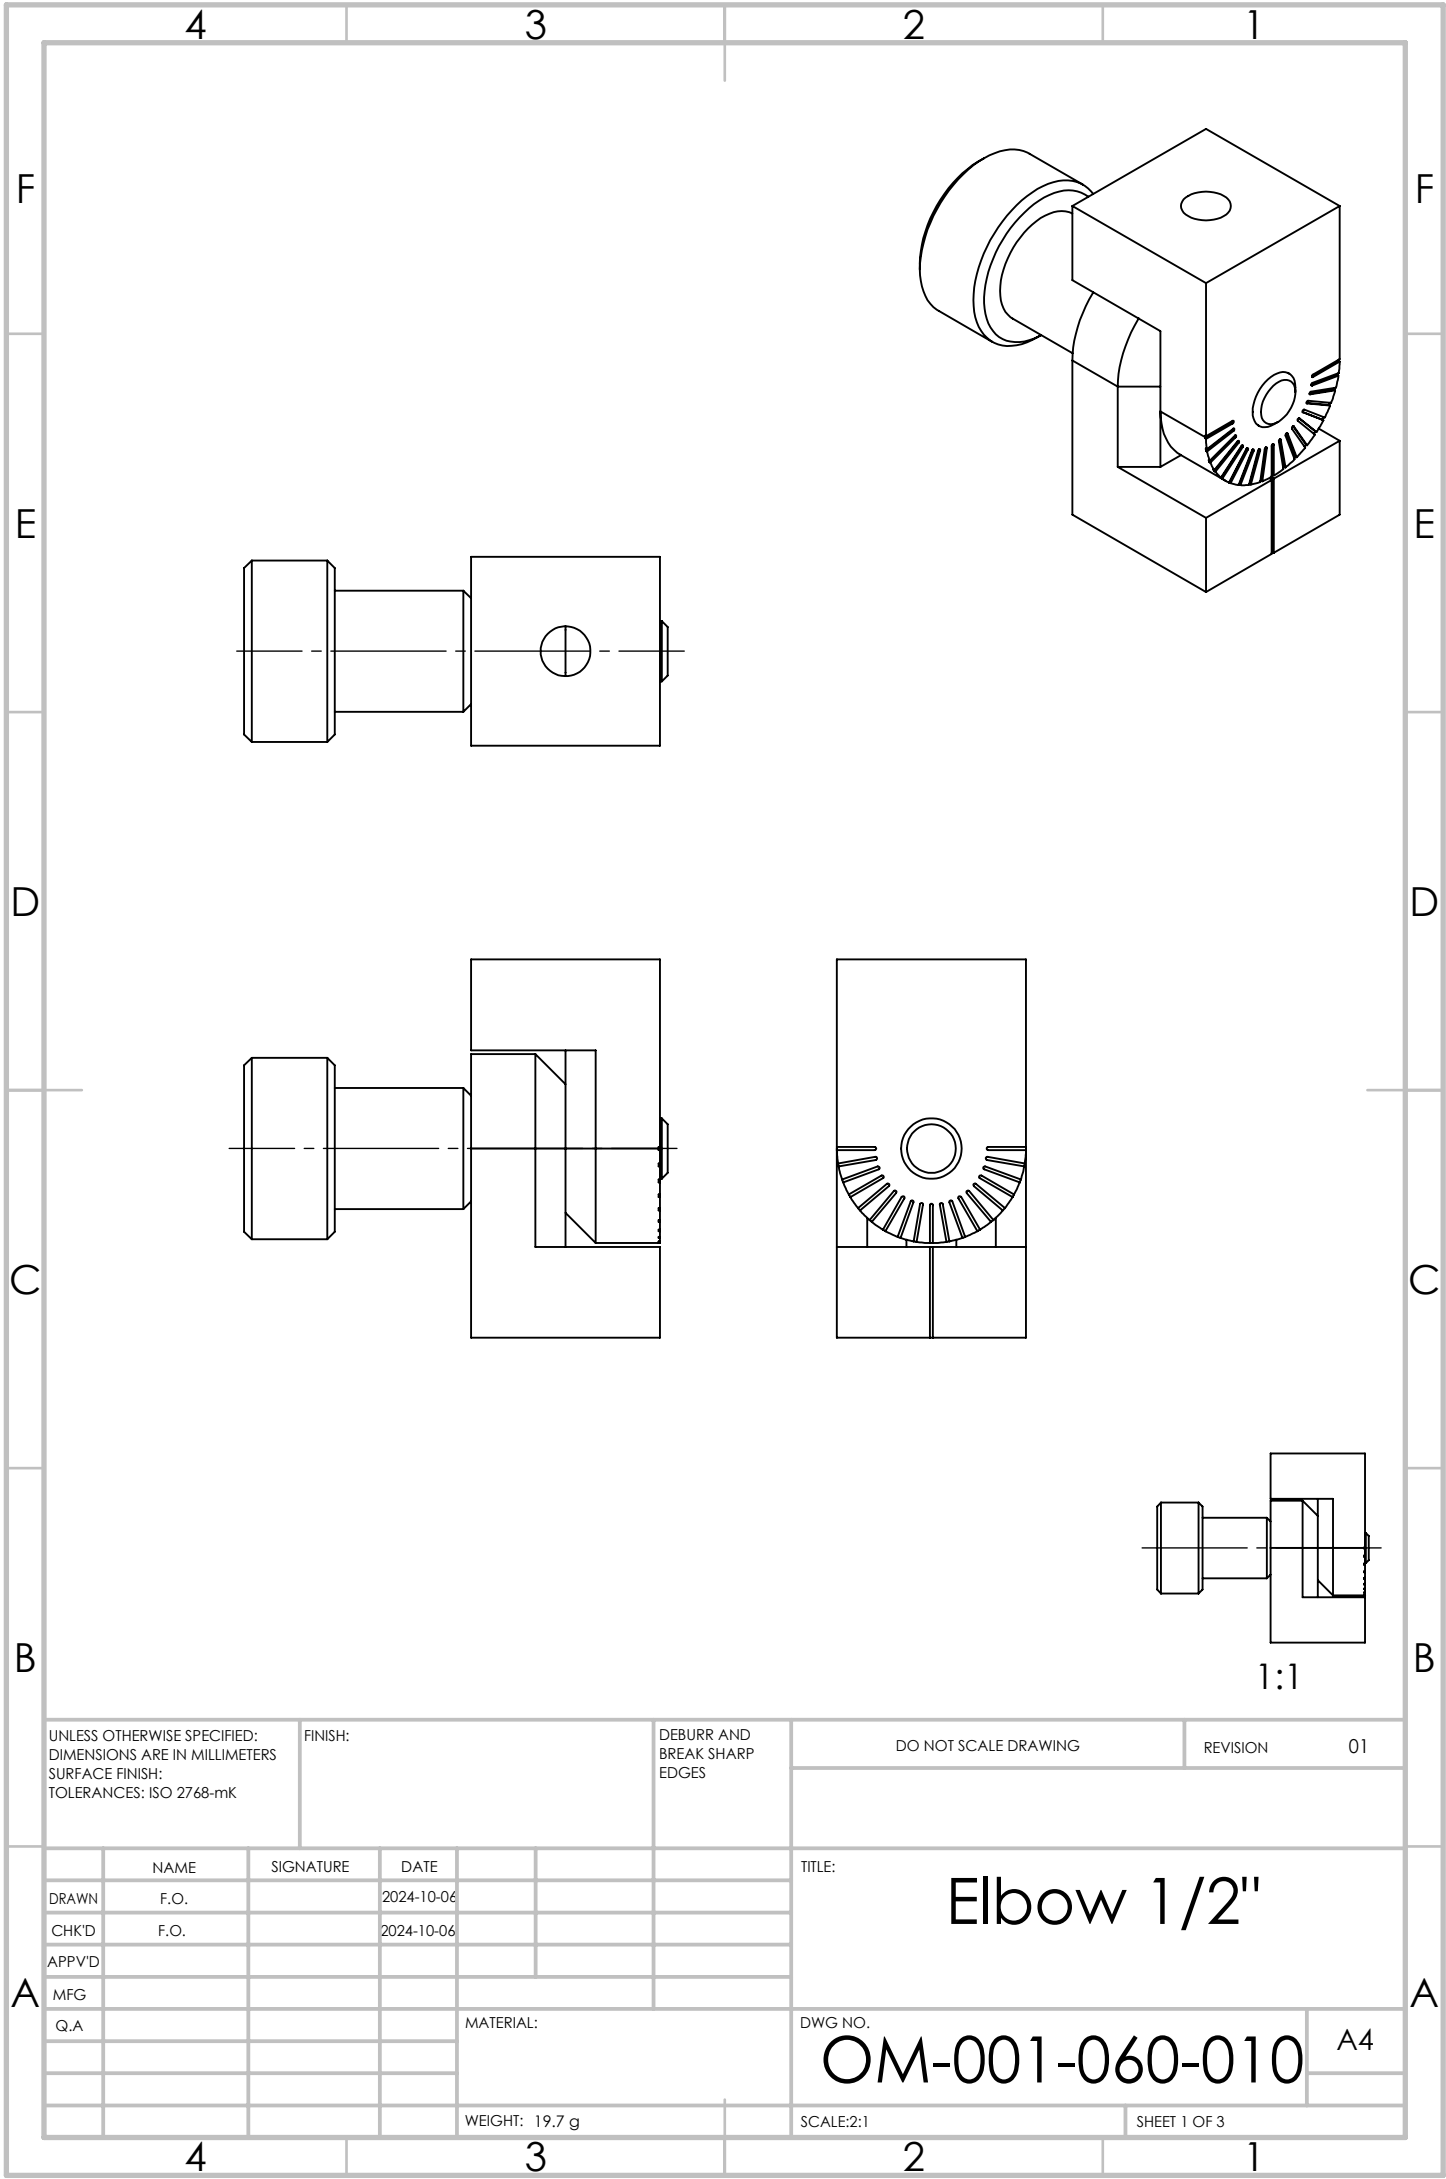 4 3 2 1
F F
E E
D D
C C
B B
1:1
UNLESS OTHERWISE SPECIFIED:
DIMENSIONS ARE IN MILLIMETERS
SURFACE FINISH:
TOLERANCES: ISO 2768-mK
FINISH:
DEBURR AND
BREAK SHARP
EDGES
DO NOT SCALE DRAWING
REVISION 01
NAME SIGNATURE DATE
DRAWN F.O. 2024-10-06
CHK'D F.O. 2024-10-06
APPV'D
MFG
Q.A
MATERIAL:
WEIGHT: 19.7 g
TITLE:
Elbow 1/2"
DWG NO.
OM-001-060-010
A4
SCALE:2:1
SHEET 1 OF 3
A A
4 3 2 1